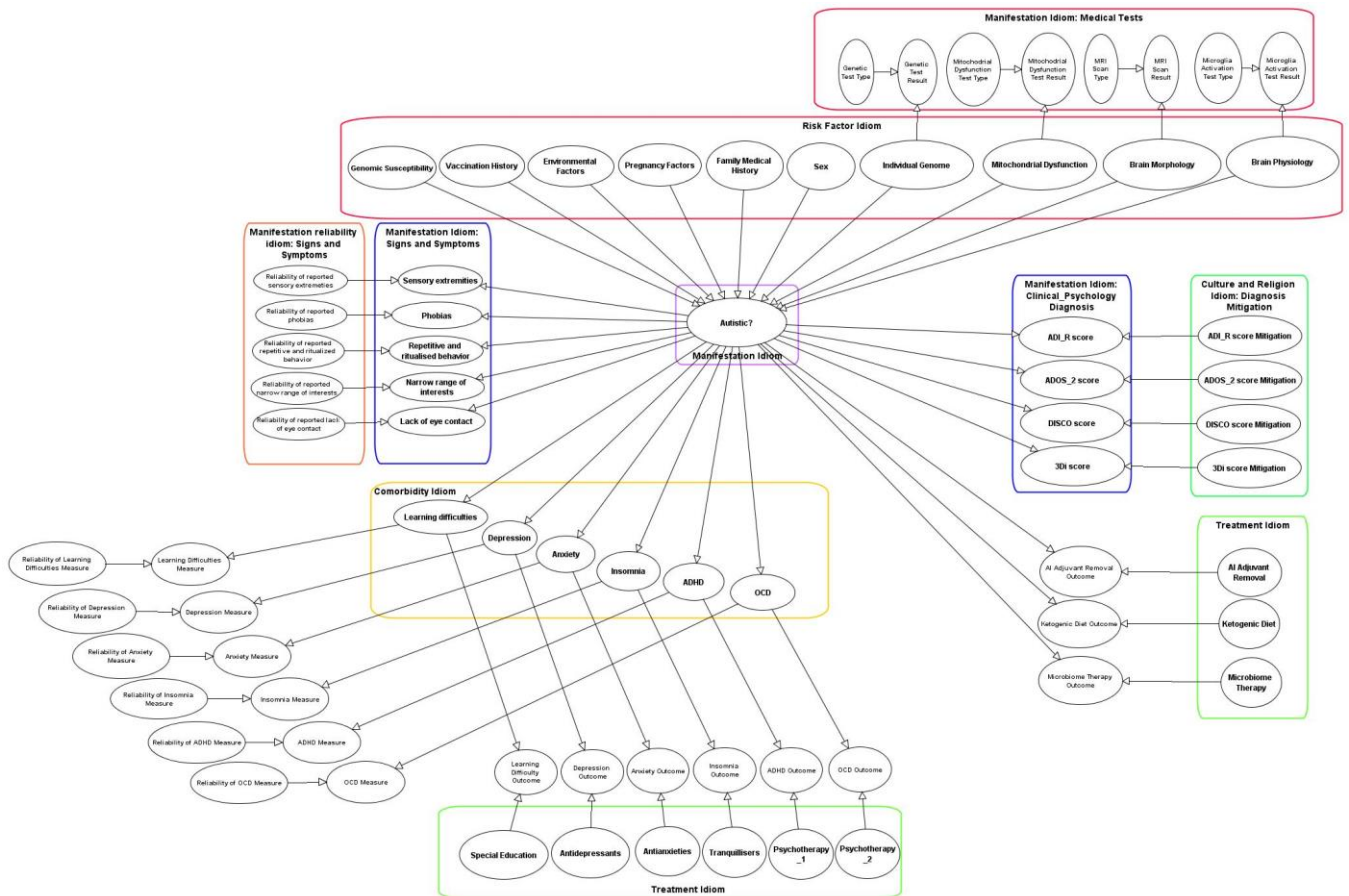 Manifestation Idiom: Medical Tests
Genetic
Test Type
Genetic
Test
Result
Mitochodrial
Dysfunction
Test Type
Mitochodrial
Dysfunction
Test Result
MRI
Scan
Type
MRI
Scan
Result
Microglia
Activation
Test Type
Microglia
Activation
Test Result
Risk Factor Idiom
Genomic Susceptibility
Vaccination History
Environmental
Factors
Pregnancy Factors
Family Medical
History
Sex
Individual Genome
Mitochondrial Dysfunction
Brain Morphology
Brain Physiology
Manifestation reliability
idiom: Signs and
Symptoms
Reliability of reported
sensory extremeties
Reliability of reported
phobias
Reliability of reported
repetitive and ritualized
behavior
Reliability of reported
narrow range of interests
Reliability of reported lack
of eye contact
Manifestation Idiom:
Signs and Symptoms
Sensory extremities
Phobias
Repetitive and
ritualised behavior
Narrow range of
interests
Lack of eye contact
Autistic?
Manifestation Idiom
Manifestation Idiom:
Clinical_Psychology
Diagnosis
ADI_R score
ADOS_2 score
DISCO score
3Di score
Culture and Religion
Idiom: Diagnosis
Mitigation
ADI_R score Mitigation
ADOS_2 score Mitigation
DISCO score Mitigation
3Di score Mitigation
Comorbidity Idiom
Learning difficulties
Depression
Anxiety
Insomnia
ADHD
OCD
Reliability of Learning
Difficulties Measure
Learning Difficulties
Measure
Reliability of Depression
Measure
Depression Measure
Reliability of Anxiety
Measure
Anxiety Measure
Reliability of Insomnia
Measure
Insomnia Measure
Reliability of ADHD Measure
ADHD Measure
Reliability of OCD Measure
OCD Measure
Treatment Idiom
Al Adjuvant Removal
Outcome
Al Adjuvant
Removal
Ketogenic Diet Outcome
Ketogenic Diet
Microbiome Therapy
Outcome
Microbiome
Therapy
Learning
Difficulty
Outcome
Depression
Outcome
Anxiety Outcome
Insomnia
Outcome
ADHD Outcome
OCD Outcome
Special Education
Antidepressants
Antianxieties
Tranquilisers
Psychotherapy
_1
Psychotherapy
_2
Treatment Idiom